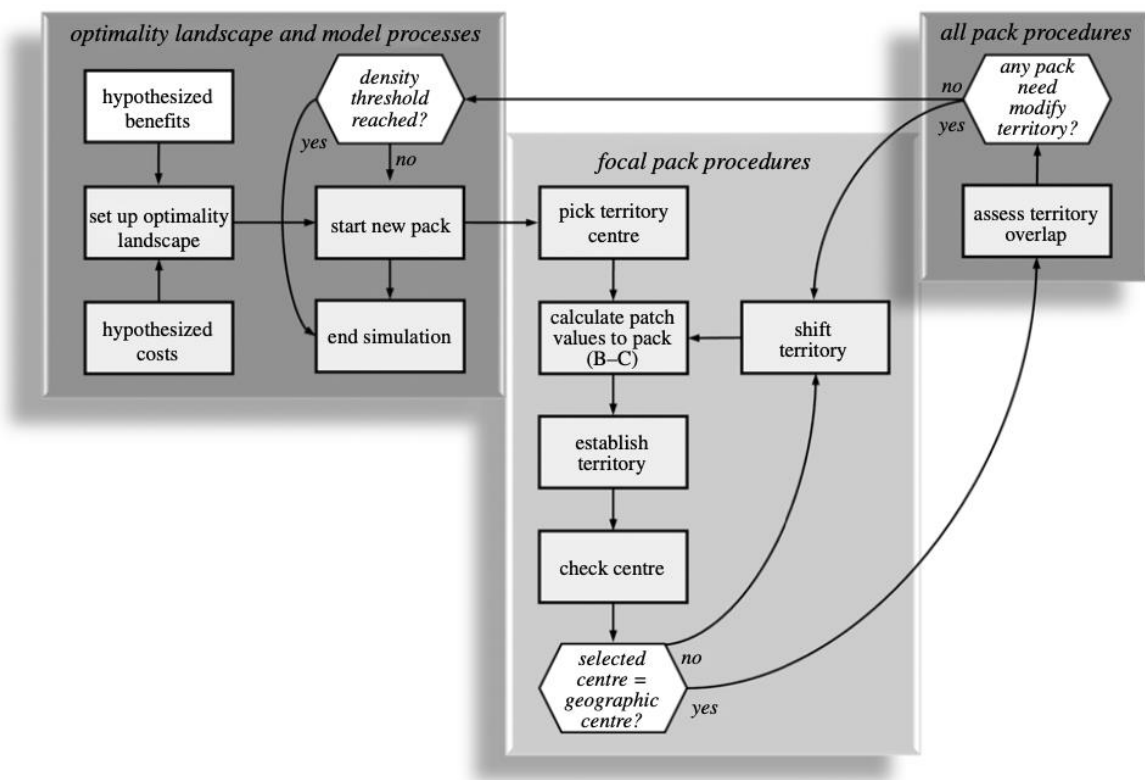 optimality landscape and model processes
hypothesized
benefits
set up optimality
landscape
hypothesized
costs
density
threshold
reached?
yes
no
start new pack
end simulation
focal pack procedures
pick territory
centre
calculate patch
values to pack
(B–C)
establish
territory
check centre
selected
centre =
geographic
centre?
no
yes
shift
territory
all pack procedures
any pack
need
modify
territory?
no
yes
assess territory
overlap